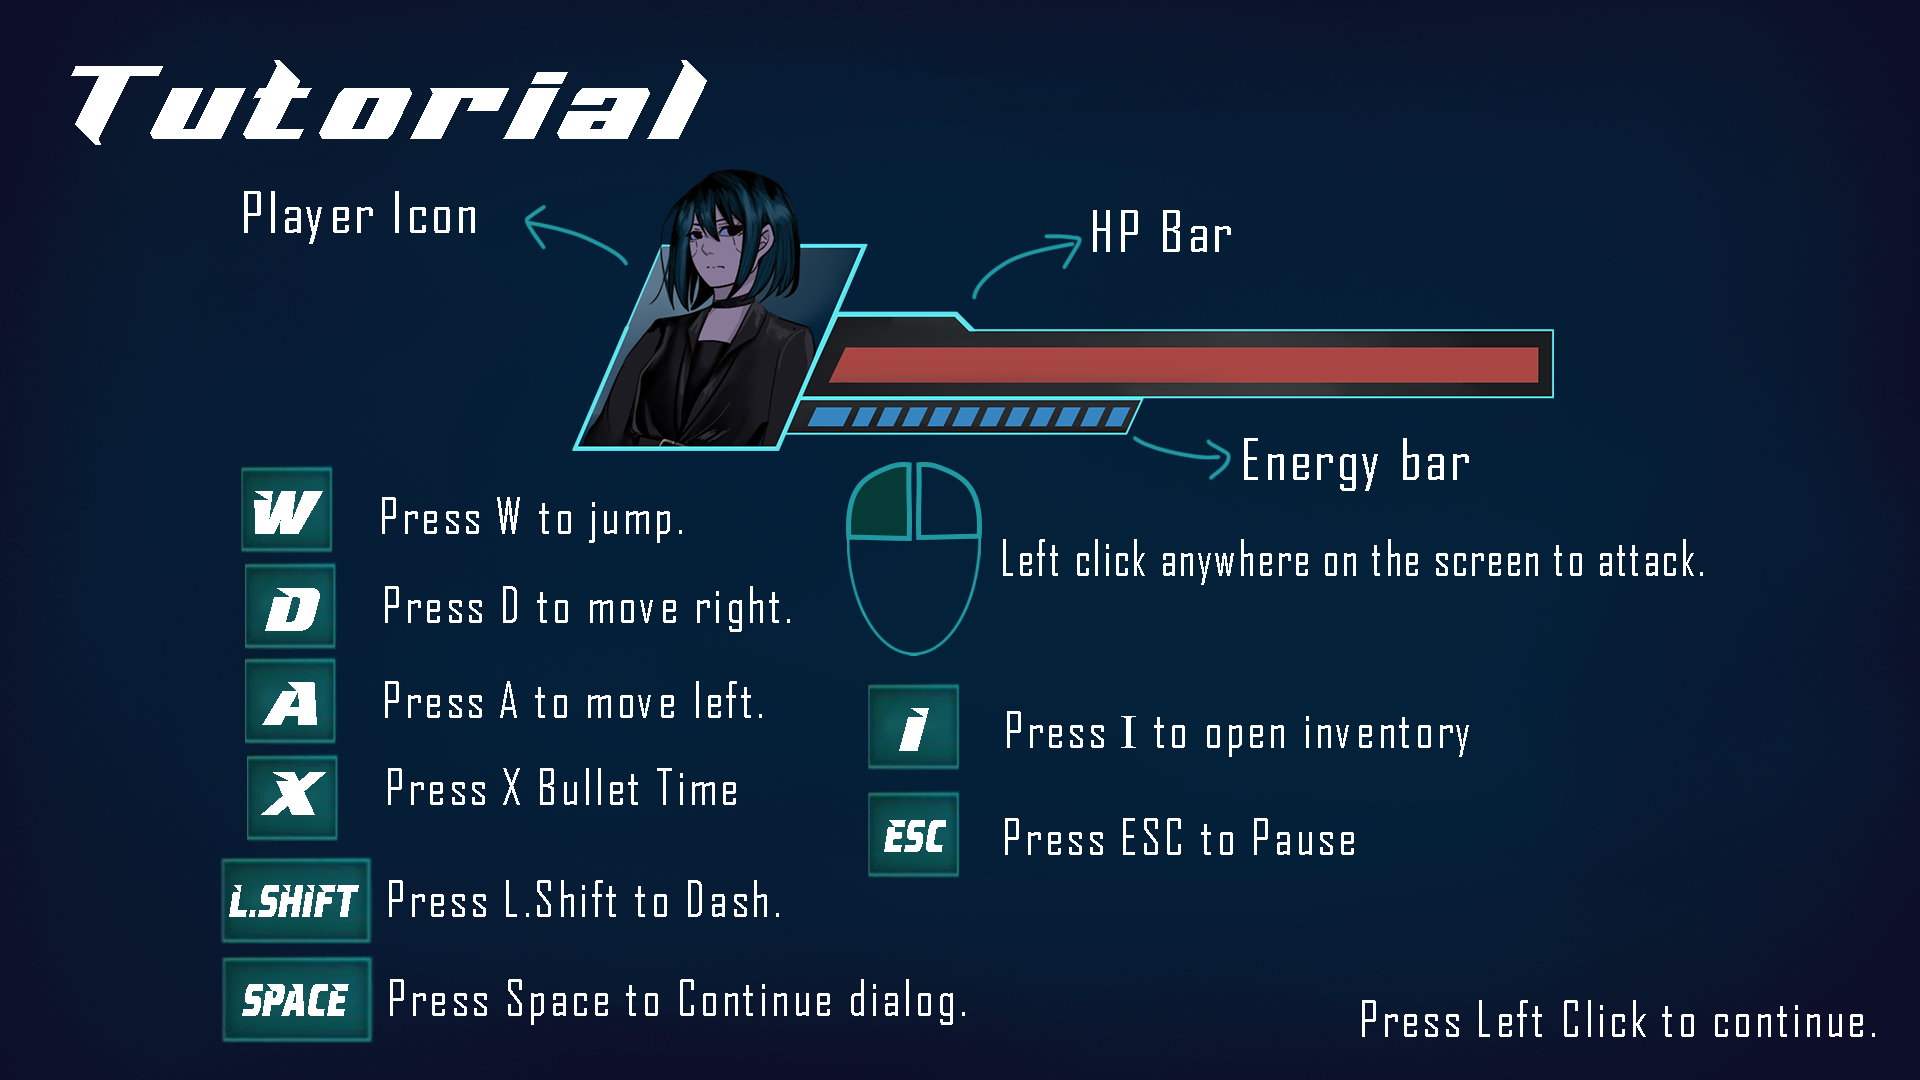 Tutorial
Player Icon
HP Bar
Energy bar
W
Press W to jump.
Left click anywhere on the screen to attack.
D
Press D to move right.
A
Press A to move left.
I
Press I to open inventory
X
Press X Bullet Time
ESC
Press ESC to Pause
L.SHIFT
Press L.Shift to Dash.
SPACE
Press Space to Continue dialog.
Press Left Click to continue.